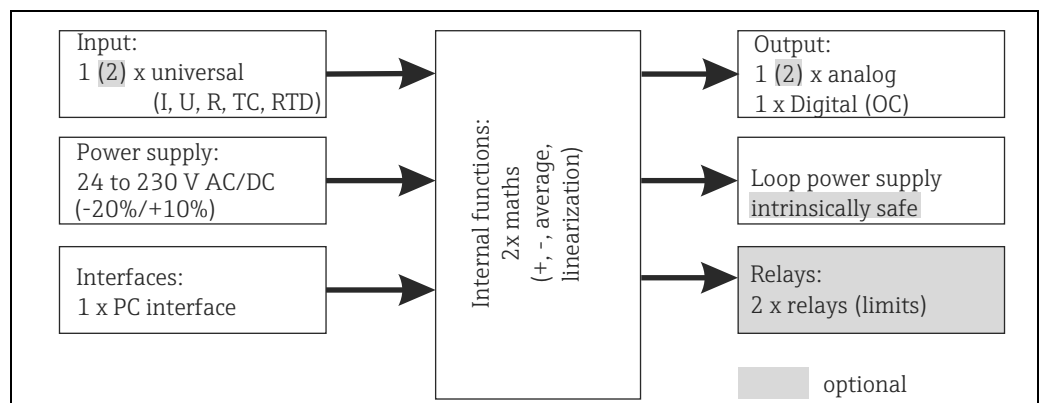 Input:
1 (2) x universal
(I, U, R, TC, RTD)
Power supply:
24 to 230 V AC/DC
(-20%/+10%)
Interfaces:
1 x PC interface
Internal functions:
2x maths
(+, -, average,
linearization)
Output:
1 (2) x analog
1 x Digital (OC)
Loop power supply
intrinsically safe
Relays:
2 x relays (limits)
optional